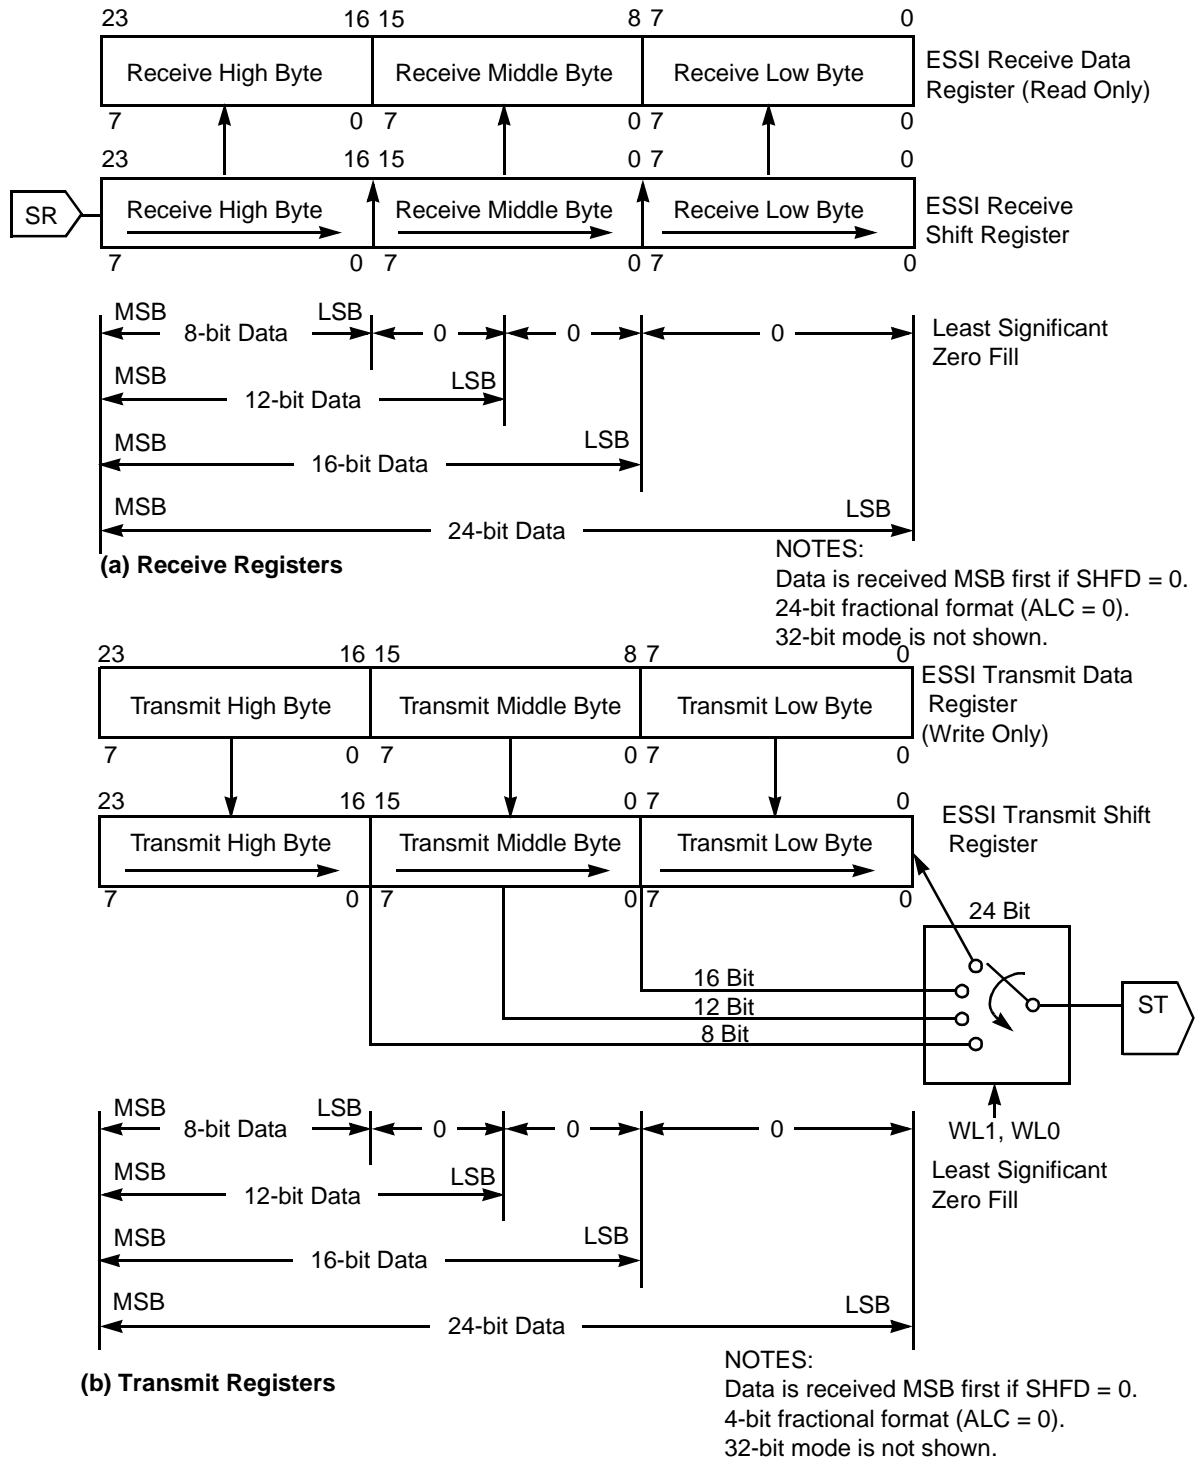 23 16 15 8 7 0
Receive High Byte Receive Middle Byte Receive Low Byte
ESSI Receive Data
Register (Read Only)
7 0 7 0 7 0
23 16 15 0 7 0
SR
Receive High Byte Receive Middle Byte Receive Low Byte
ESSI Receive
Shift Register
7 0 7 0 7 0
MSB LSB
8-bit Data 0 0 0
Least Significant
Zero Fill
MSB LSB
12-bit Data
MSB LSB
16-bit Data
MSB LSB
24-bit Data
(a) Receive Registers
NOTES:
Data is received MSB first if SHFD = 0.
24-bit fractional format (ALC = 0).
32-bit mode is not shown.
23 16 15 8 7 0
Transmit High Byte Transmit Middle Byte Transmit Low Byte
ESSI Transmit Data
Register
(Write Only)
7 0 7 0 7 0
23 16 15 0 7 0
Transmit High Byte Transmit Middle Byte Transmit Low Byte
ESSI Transmit Shift
Register
7 0 7 0 7 0
24 Bit
16 Bit
12 Bit
8 Bit
ST
WL1, WL0
MSB LSB
8-bit Data 0 0 0
Least Significant
Zero Fill
MSB LSB
12-bit Data
MSB LSB
16-bit Data
MSB LSB
24-bit Data
(b) Transmit Registers
NOTES:
Data is received MSB first if SHFD = 0.
4-bit fractional format (ALC = 0).
32-bit mode is not shown.